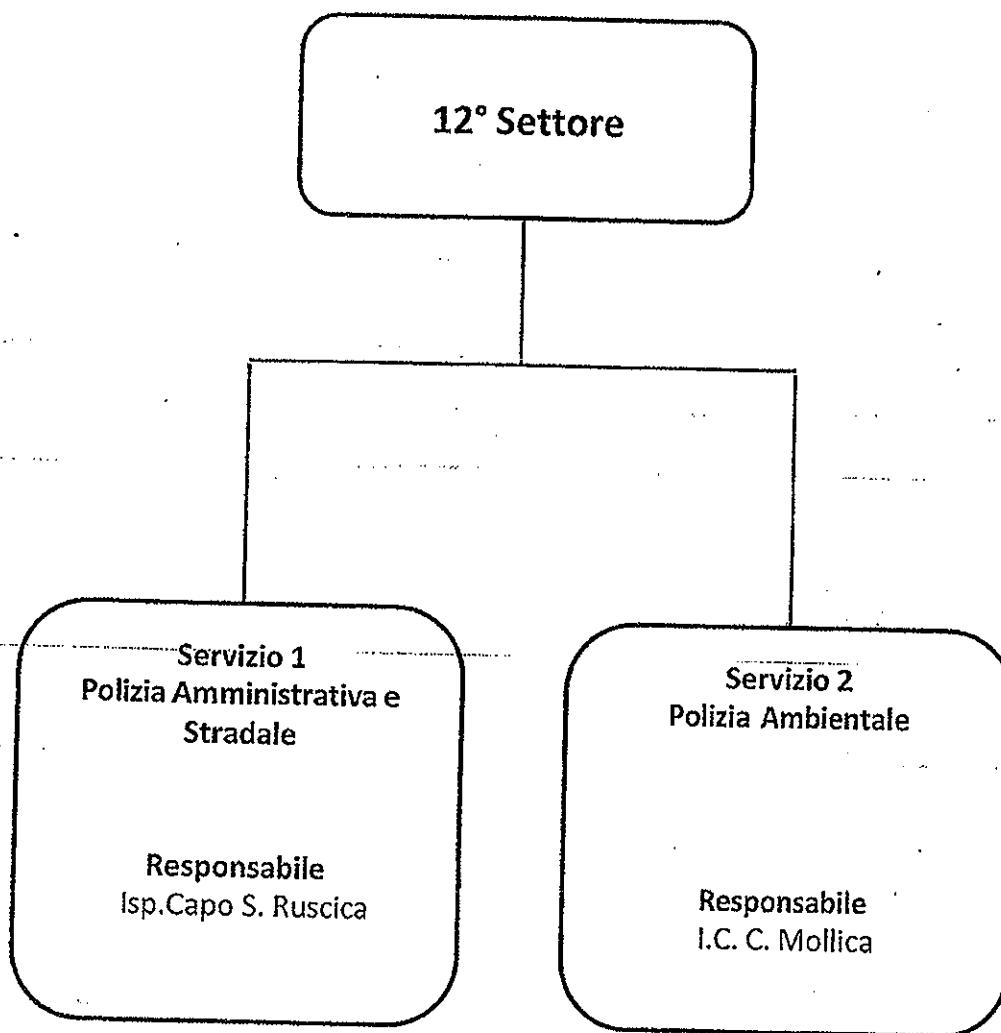 12° Settore
Servizio 1
Polizia Amministrativa e
Stradale
Responsabile
Isp.Capo S. Ruscica
Servizio 2
Polizia Ambientale
Responsabile
I.C. C. Mollica